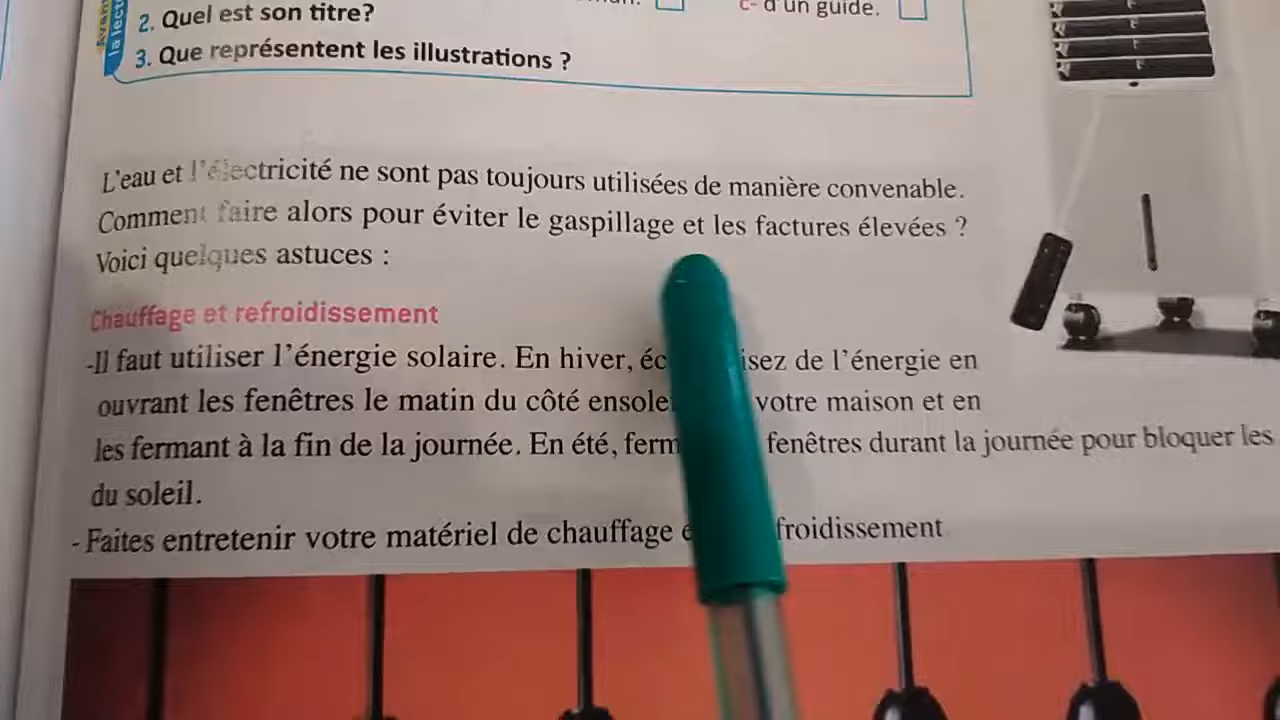 c- d'un guide.
2. Quel est son titre?
3. Que représentent les illustrations ?
L'eau et l'électricité ne sont pas toujours utilisées de manière convenable.
Comment faire alors pour éviter le gaspillage et les factures élevées ?
Voici quelques astuces :
Chauffage et refroidissement
-Il faut utiliser l'énergie solaire. En hiver, de l'énergie en
ouvrant les fenêtres le matin du côté votre maison et en
les fermant à la fin de la journée. En été, fenêtres durant la journée pour bloquer les
du soleil.
- Faites entretenir votre matériel de chauffage